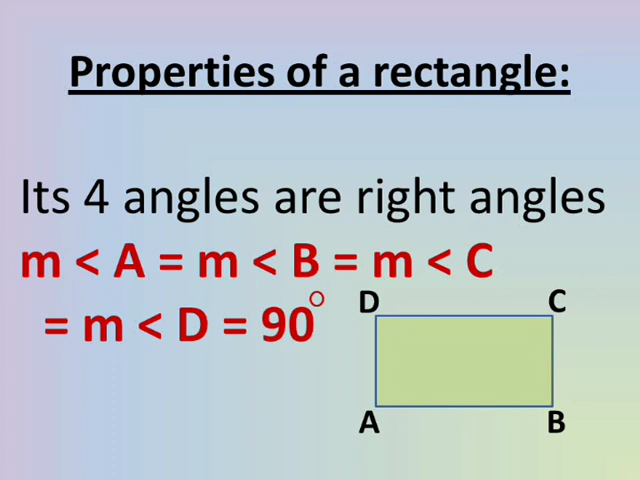 Properties of a rectangle:
Its 4 angles are right angles
m < A = m < B = m < C
= m < D = 90°
D C
A B